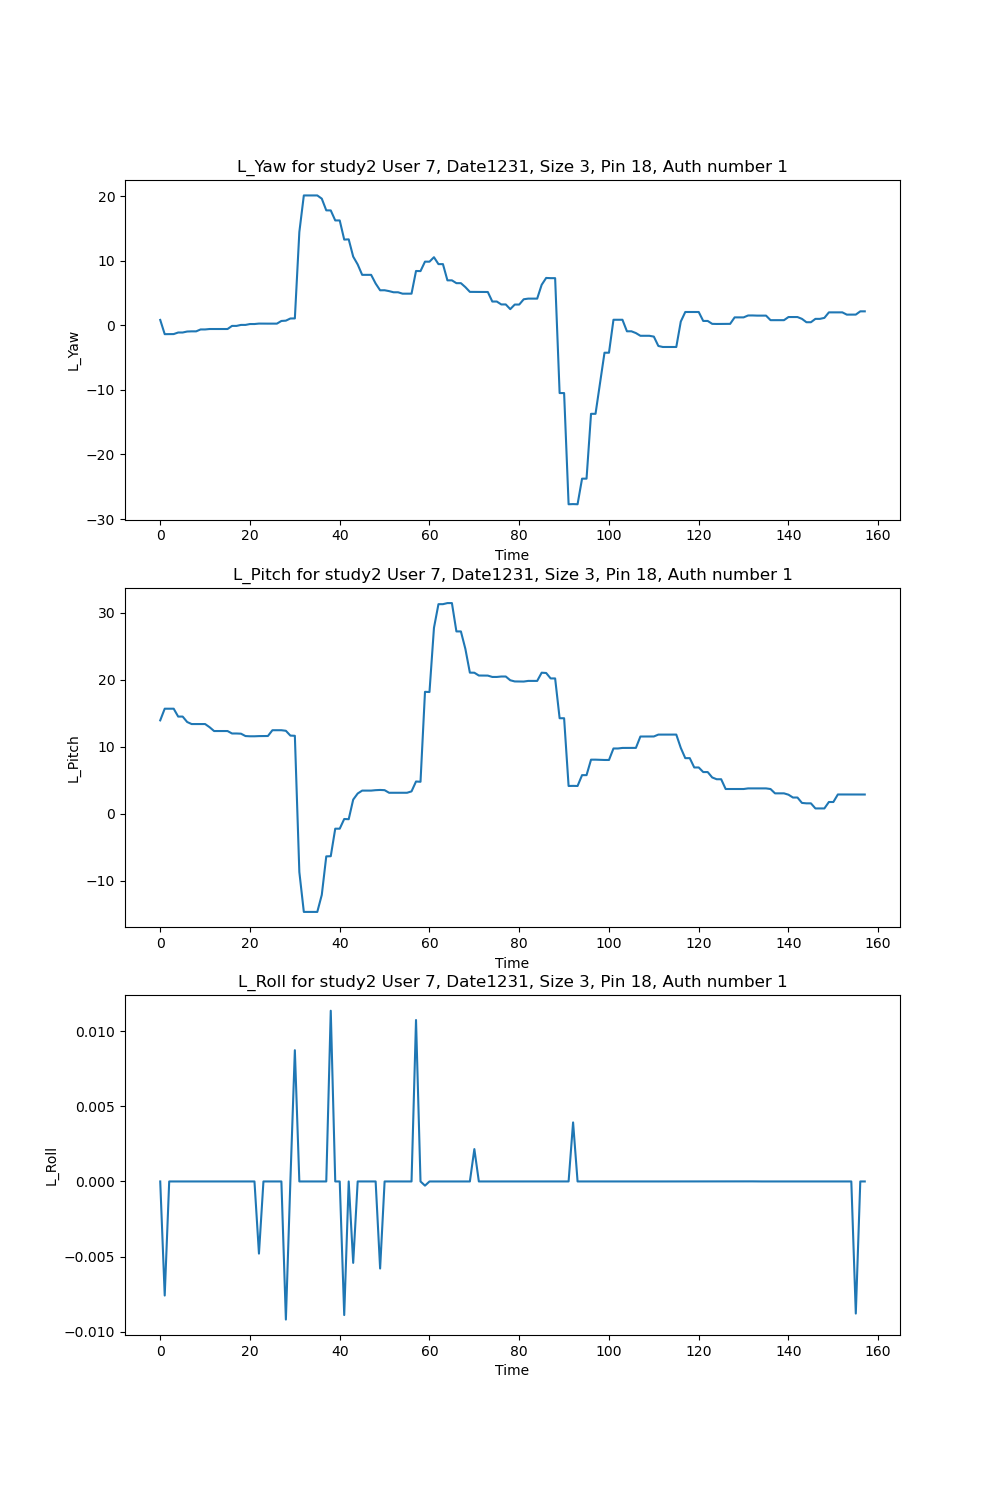 L_Yaw for study2 User 7, Date1231, Size 3, Pin 18, Auth number 1
20
10
0
−10
−20
−30
L_Yaw
0 20 40 60 80 100 120 140 160
Time
L_Pitch for study2 User 7, Date1231, Size 3, Pin 18, Auth number 1
30
20
10
0
−10
L_Pitch
0 20 40 60 80 100 120 140 160
Time
L_Roll for study2 User 7, Date1231, Size 3, Pin 18, Auth number 1
0.010
0.005
0.000
−0.005
−0.010
L_Roll
0 20 40 60 80 100 120 140 160
Time